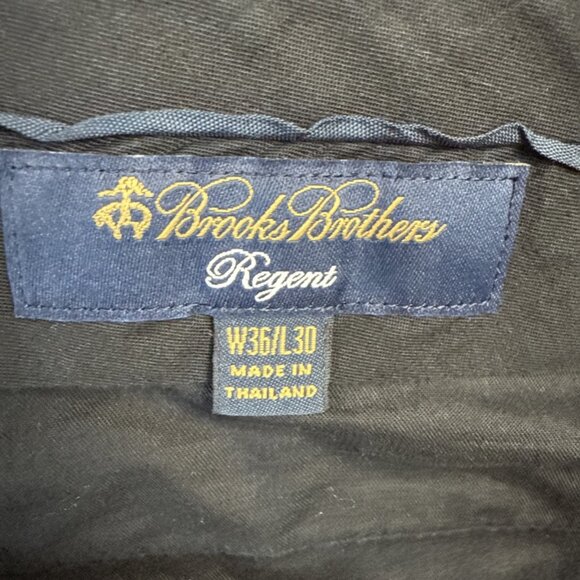 Brooks Brothers
Regent
W36/L30
MADE IN
THAILAND